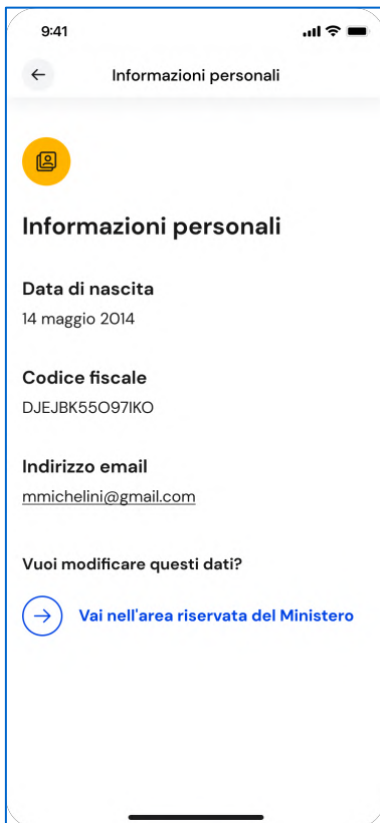 9:41
Informazioni personali
Informazioni personali
Data di nascita
14 maggio 2014
Codice fiscale
DJEJBK55O97IKO
Indirizzo email
mmichelini@gmail.com
Vuoi modificare questi dati?
Vai nell'area riservata del Ministero